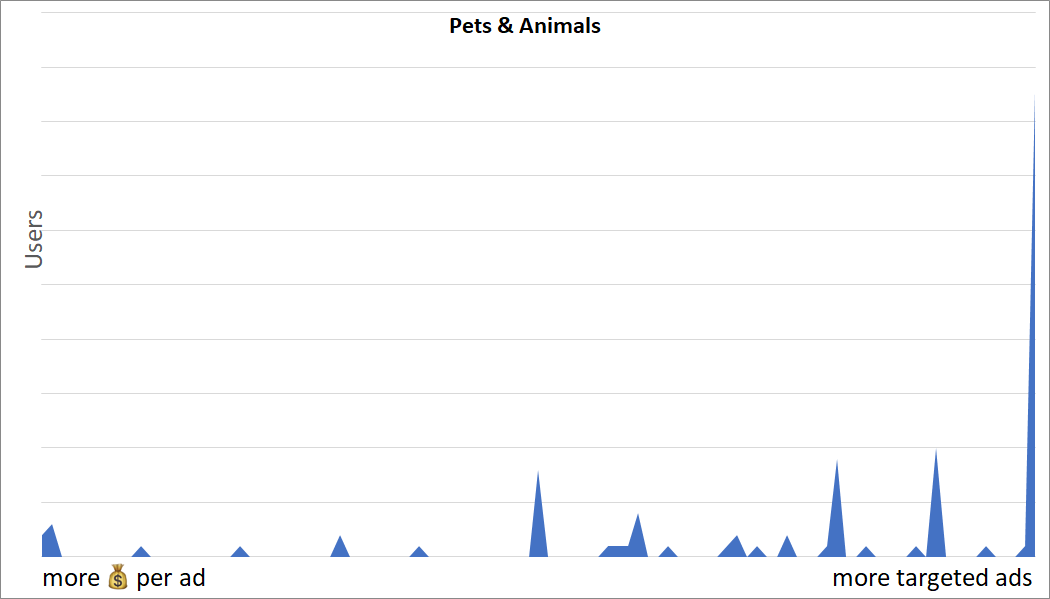 Pets & Animals
Users
more 💰 per ad
more targeted ads